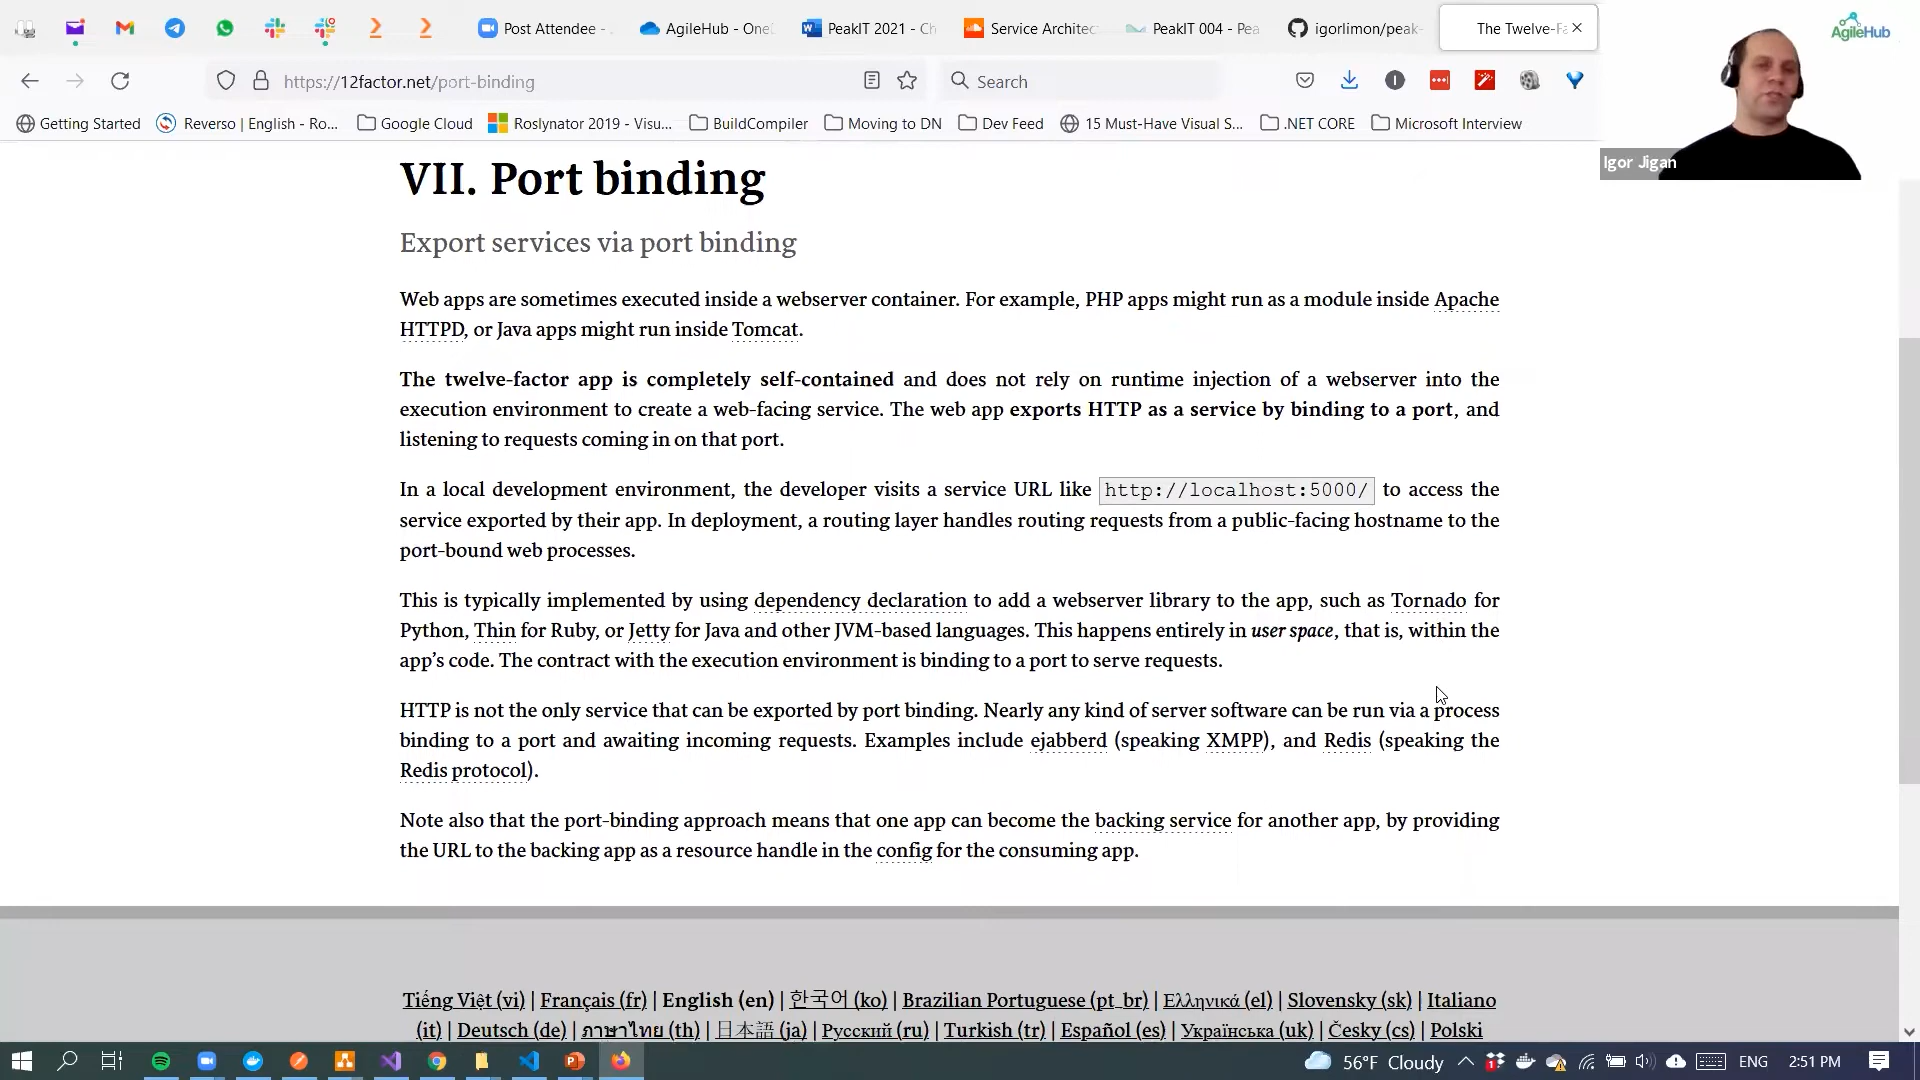 Post Attendee -
AgileHub - One
PeakIT 2021 - Ch
Service Architec
PeakIT 004 - Pea
igorlimon/peak-
The Twelve-Fa
AgileHub
https://12factor.net/port-binding
Search
Getting Started
Reverso | English - Ro...
Google Cloud
Roslynator 2019 - Visu...
BuildCompiler
Moving to DN
Dev Feed
15 Must-Have Visual S...
.NET CORE
Microsoft Interview
Igor Jigan
VII. Port binding
Export services via port binding
Web apps are sometimes executed inside a webserver container. For example, PHP apps might run as a module inside Apache
HTTPD, or Java apps might run inside Tomcat.
The twelve-factor app is completely self-contained and does not rely on runtime injection of a webserver into the
execution environment to create a web-facing service. The web app exports HTTP as a service by binding to a port, and
listening to requests coming in on that port.
In a local development environment, the developer visits a service URL like http://localhost:5000/ to access the
service exported by their app. In deployment, a routing layer handles routing requests from a public-facing hostname to the
port-bound web processes.
This is typically implemented by using dependency declaration to add a webserver library to the app, such as Tornado for
Python, Thin for Ruby, or Jetty for Java and other JVM-based languages. This happens entirely in user space, that is, within the
app's code. The contract with the execution environment is binding to a port to serve requests.
HTTP is not the only service that can be exported by port binding. Nearly any kind of server software can be run via a process
binding to a port and awaiting incoming requests. Examples include ejabberd (speaking XMPP), and Redis (speaking the
Redis protocol).
Note also that the port-binding approach means that one app can become the backing service for another app, by providing
the URL to the backing app as a resource handle in the config for the consuming app.
Tiếng Việt (vi) | Français (fr) | English (en) | 한국어 (ko) | Brazilian Portuguese (pt_br) | Ελληνικά (el) | Slovensky (sk) | Italiano
(it) | Deutsch (de) | ภาษาไทย (th) | 日本語 (ja) | Русский (ru) | Turkish (tr) | Español (es) | Українська (uk) | Česky (cs) | Polski
56°F Cloudy
ENG
2:51 PM